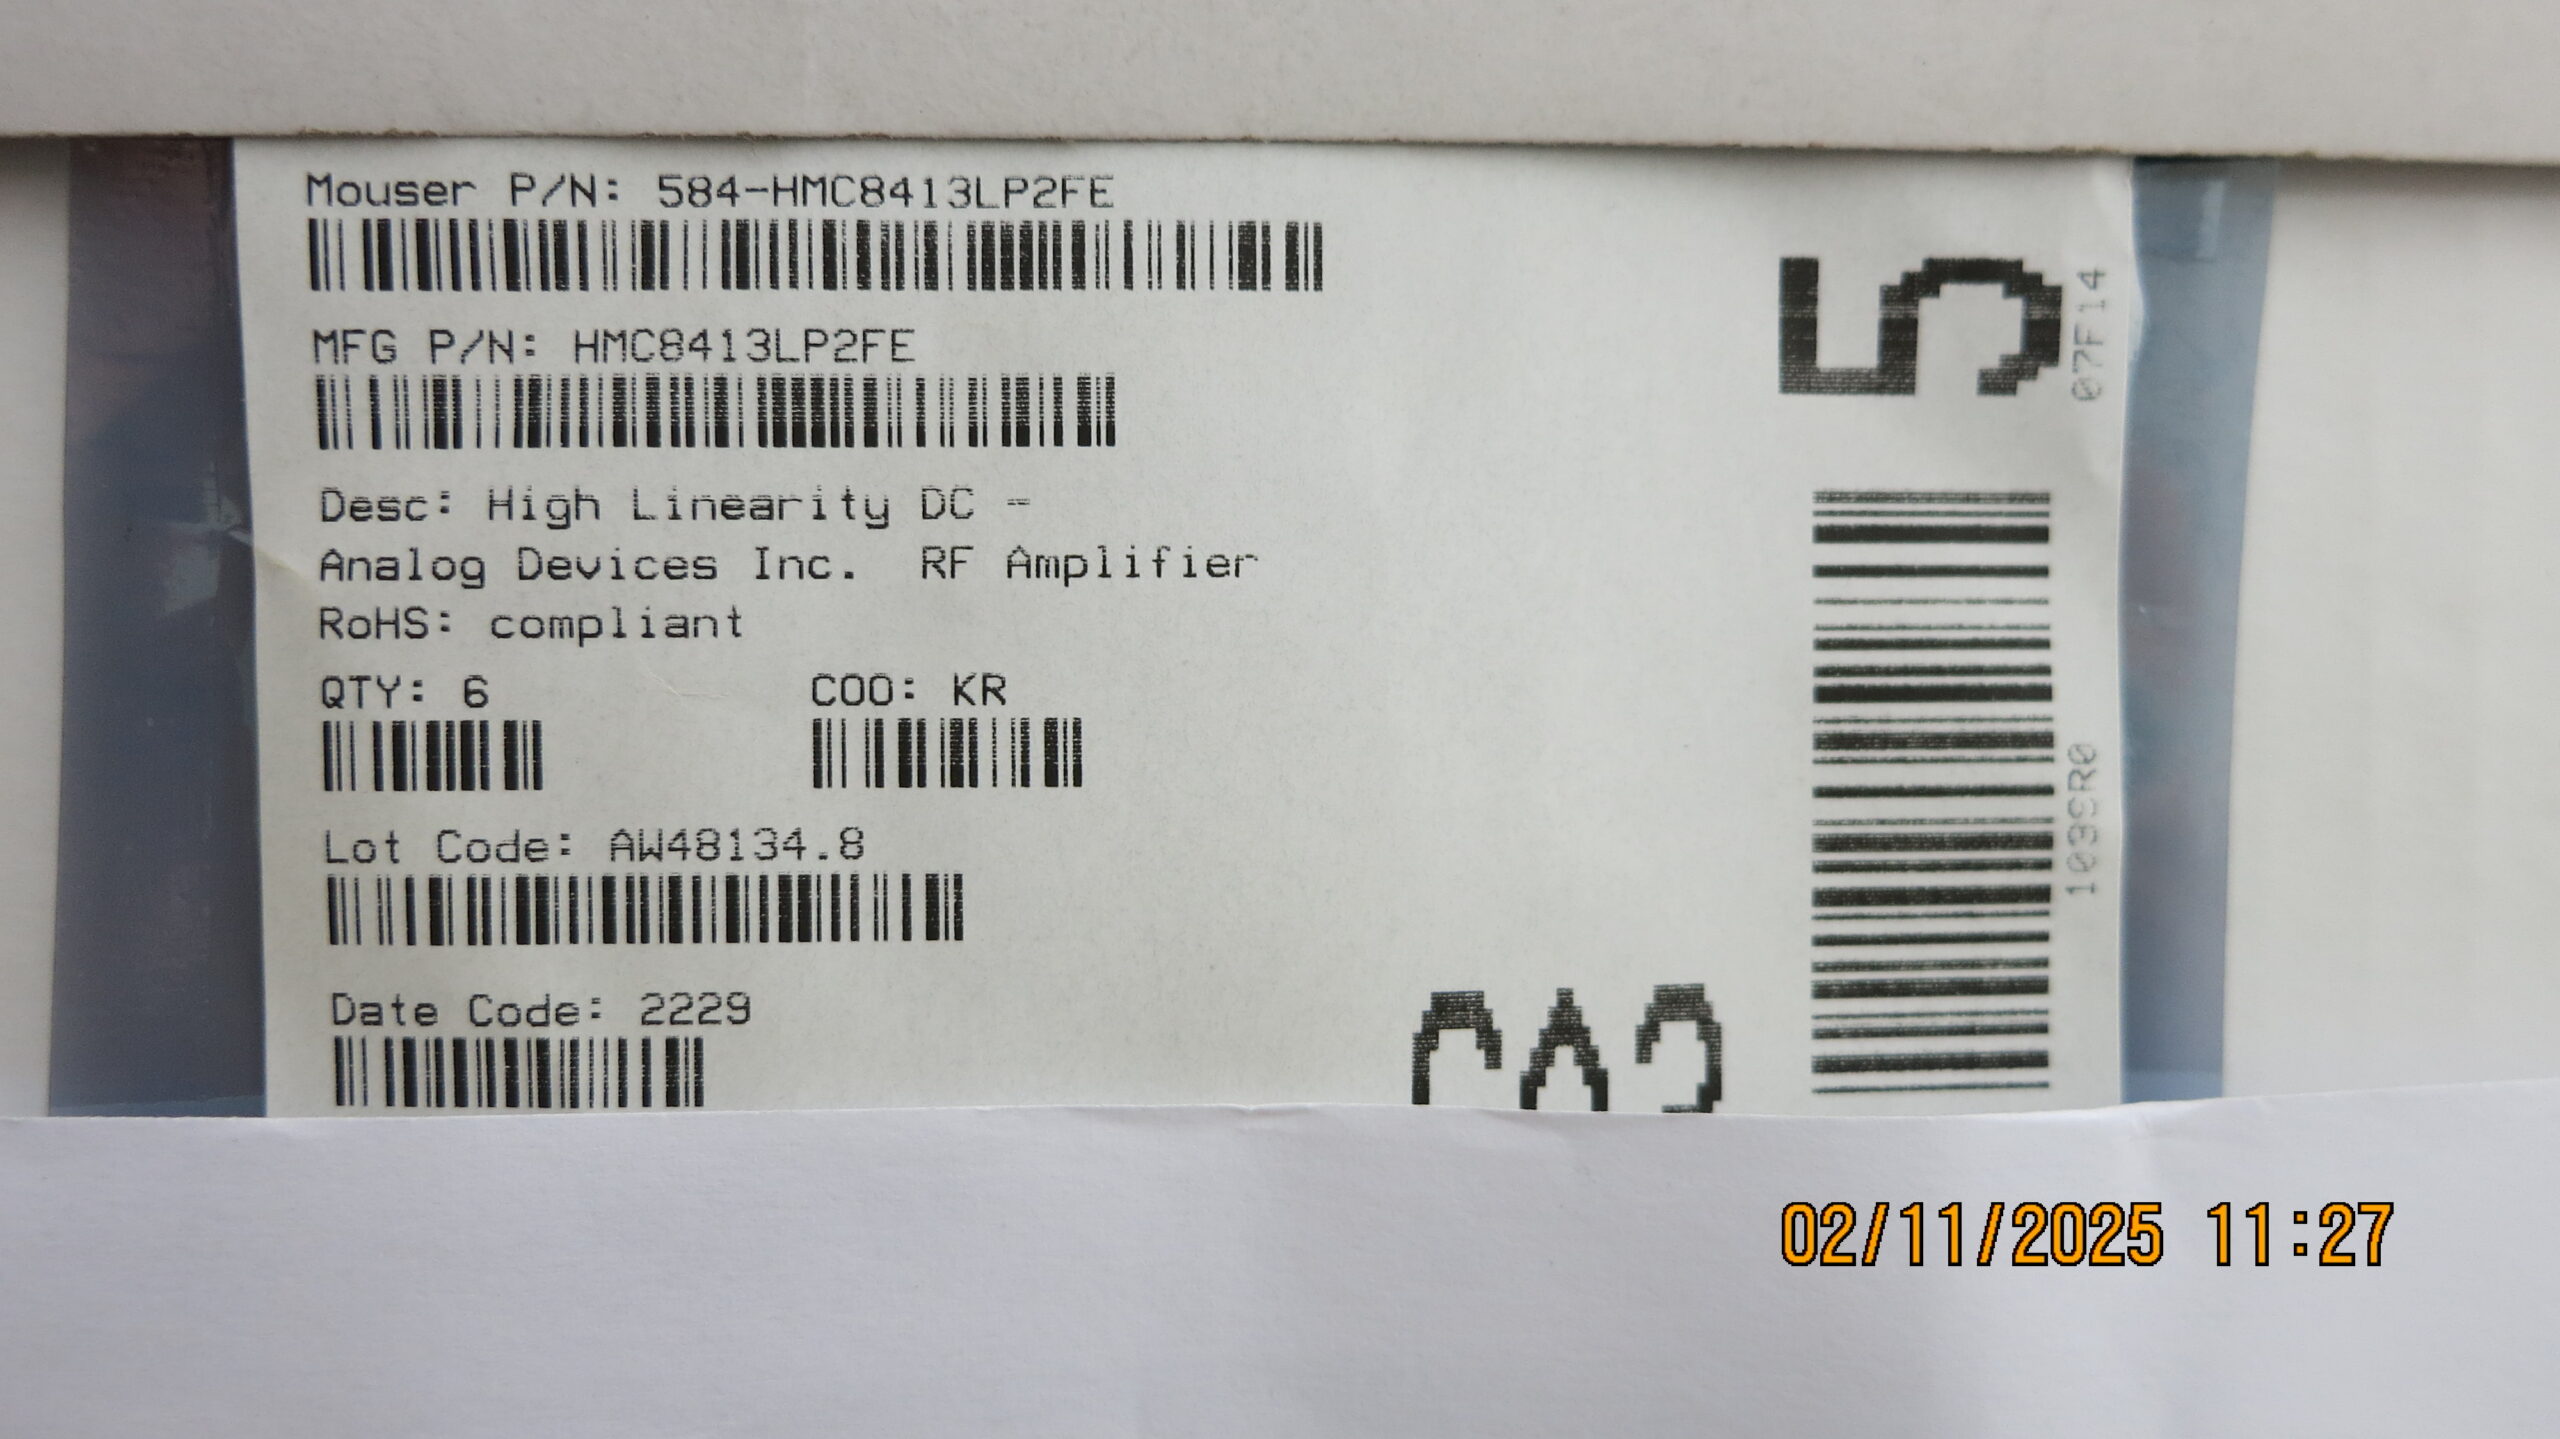 Mouser P/N: 584-HMC8413LP2FE
MFG P/N: HMC8413LP2FE
Desc: High Linearity DC -
Analog Devices Inc.  RF Amplifier
RoHS: compliant
QTY: 6
COO: KR
Lot Code: AW48134.8
Date Code: 2229
5
07F14
1039R0
02/11/2025 11:27